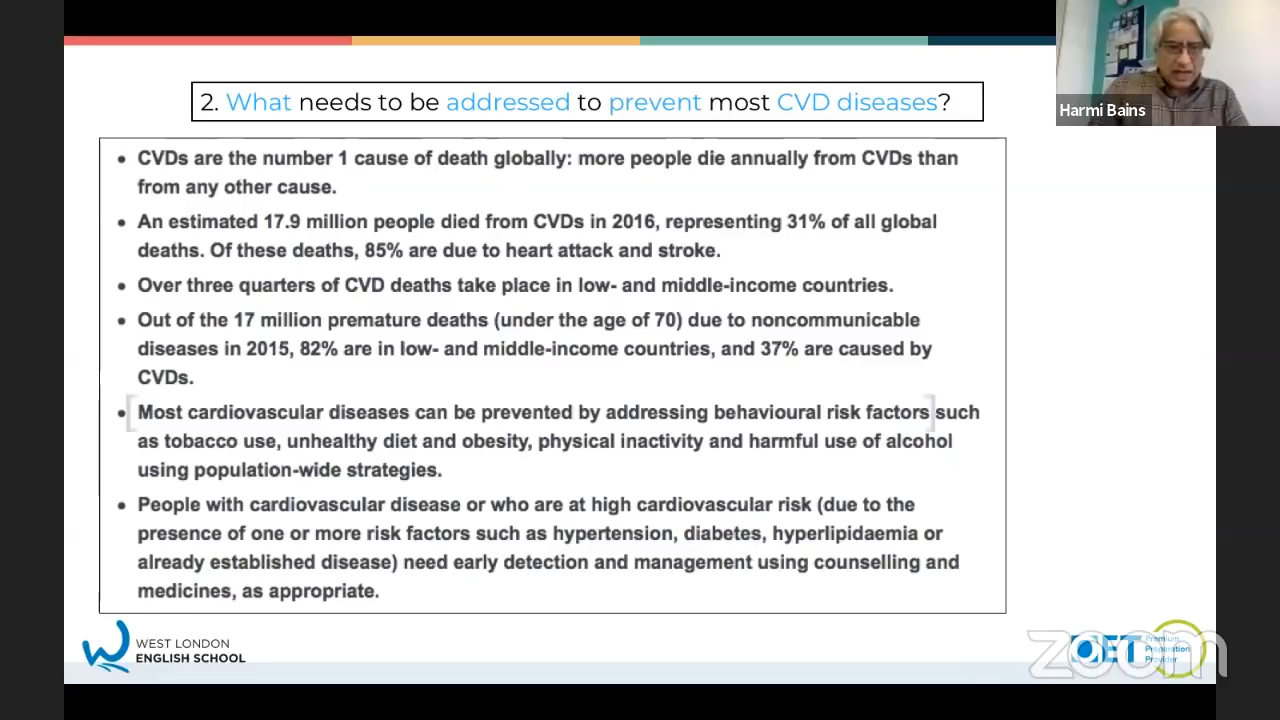 2. What needs to be addressed to prevent most CVD diseases?
Harmi Bains
• CVDs are the number 1 cause of death globally: more people die annually from CVDs than
from any other cause.
• An estimated 17.9 million people died from CVDs in 2016, representing 31% of all global
deaths. Of these deaths, 85% are due to heart attack and stroke.
• Over three quarters of CVD deaths take place in low- and middle-income countries.
• Out of the 17 million premature deaths (under the age of 70) due to noncommunicable
diseases in 2015, 82% are in low- and middle-income countries, and 37% are caused by
CVDs.
• [Most cardiovascular diseases can be prevented by addressing behavioural risk factors] such
as tobacco use, unhealthy diet and obesity, physical inactivity and harmful use of alcohol
using population-wide strategies.
• People with cardiovascular disease or who are at high cardiovascular risk (due to the
presence of one or more risk factors such as hypertension, diabetes, hyperlipidaemia or
already established disease) need early detection and management using counselling and
medicines, as appropriate.
WEST LONDON
ENGLISH SCHOOL
OET
Premium
Preparation
Provider
zoom